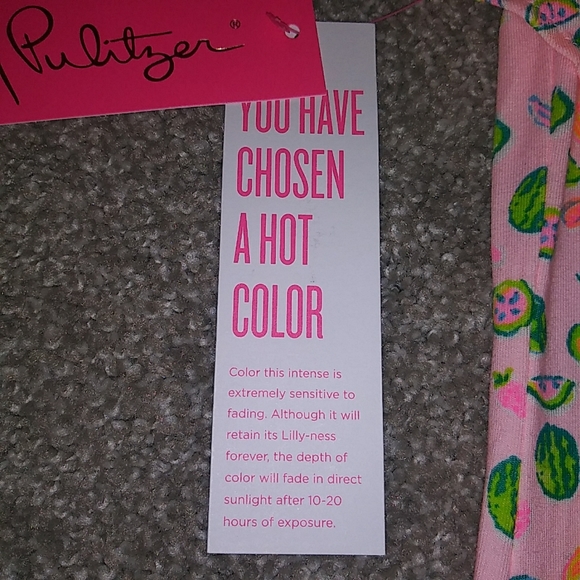 Pulitzer®
YOU HAVE
CHOSEN
A HOT
COLOR
Color this intense is
extremely sensitive to
fading. Although it will
retain its Lilly-ness
forever, the depth of
color will fade in direct
sunlight after 10-20
hours of exposure.